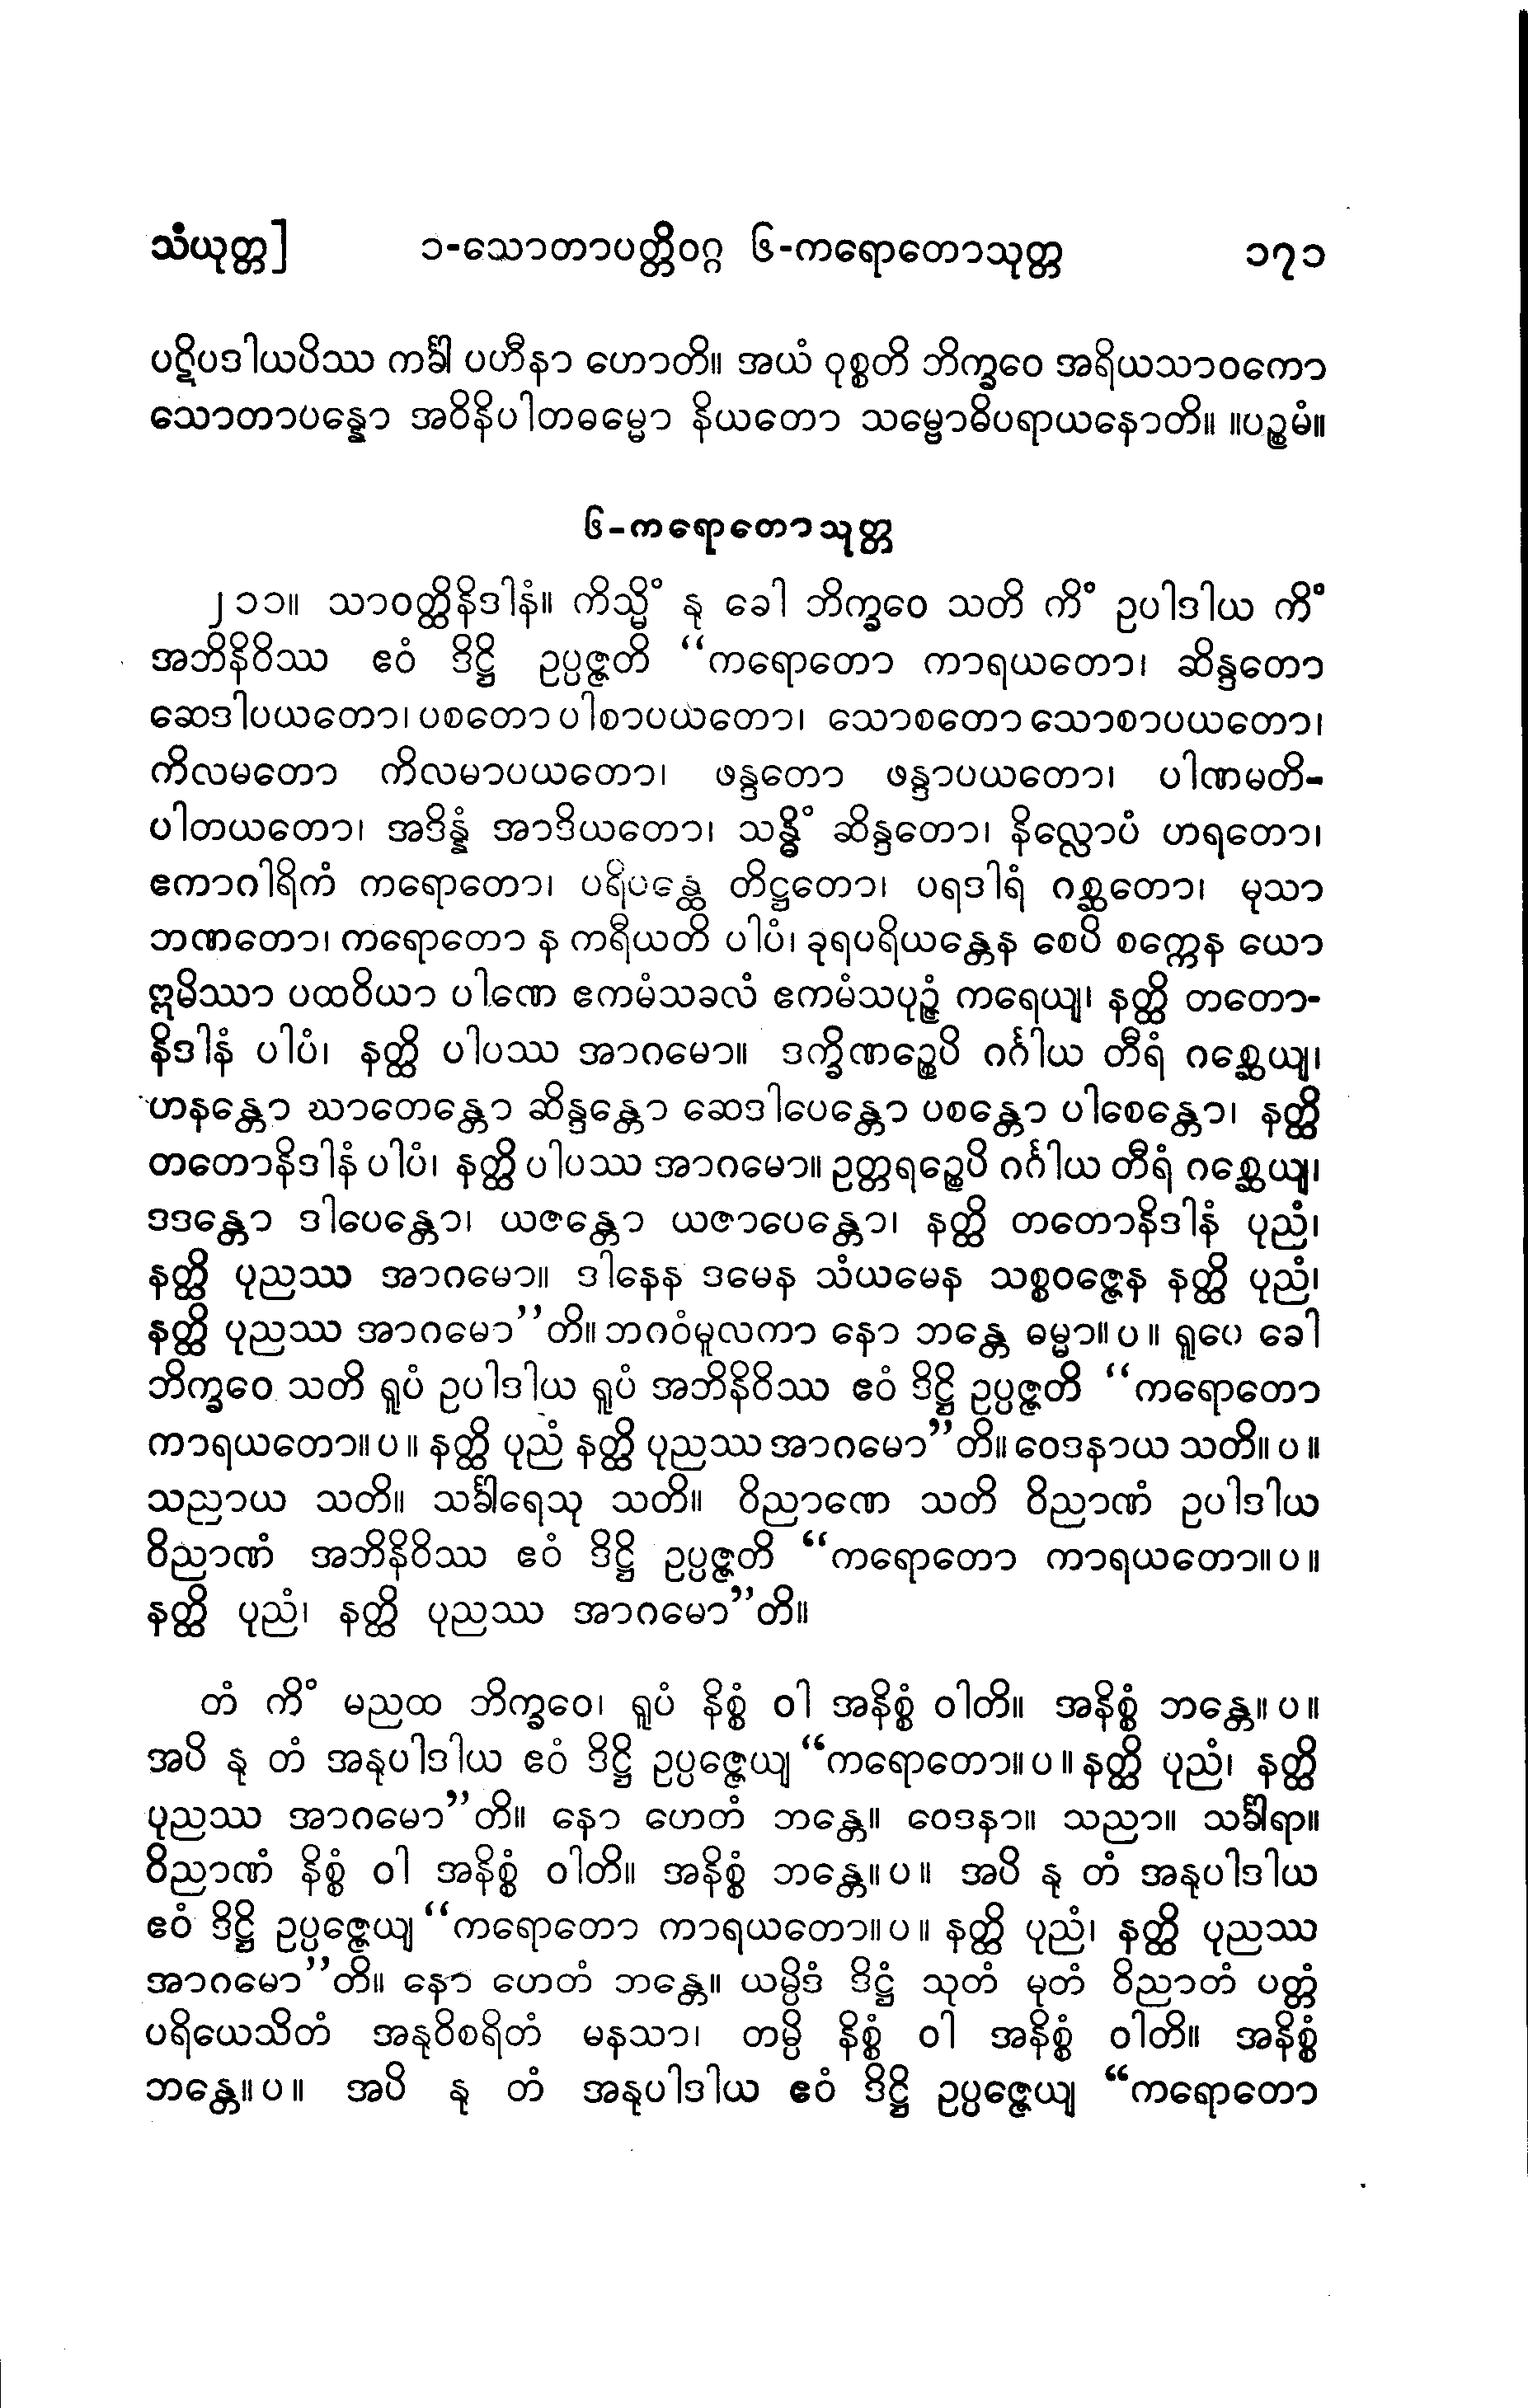 သံယုတ္တ] ၁-သောတာပတ္တိဝဂ္ဂ ၆-ကရောတောသုတ္တ ၁၇၁
ပဋိပဒါယပိဿ ကင်္ခါ ပဟီနာ ဟောတိ။ အယံ ဝုစ္စတိ ဘိက္ခဝေ အရိယသာဝကော
သောတာပန္နော အဝိနိပါတဓမ္မော နိယတော သမ္ဗောဓိပရာယနောတိ။ ။ပဉ္စမံ။
၆-ကရောတောသုတ္တ
၂၁၁။ သာဝတ္ထိနိဒါနံ။ ကိသ္မိံ နု ခေါ ဘိက္ခဝေ သတိ ကိံ ဥပါဒါယ ကိံ
အဘိနိဝိဿ ဧဝံ ဒိဋ္ဌိ ဥပ္ပဇ္ဇတိ “ကရောတော ကာရယတော၊ ဆိန္ဒတော
ဆေဒါပယတော၊ ပစတော ပါစာပယတော၊ သောစတော သောစာပယတော၊
ကိလမတော ကိလမာပယတော၊ ဖန္ဒတော ဖန္ဒာပယတော၊ ပါဏမတိ-
ပါတယတော၊ အဒိန္နံ အာဒိယတော၊ သန္ဓိံ ဆိန္ဒတော၊ နိလ္လောပံ ဟရတော၊
ဧကာဂါရိကံ ကရောတော၊ ပရိပန္ထေ တိဋ္ဌတော၊ ပရဒါရံ ဂစ္ဆတော၊ မုသာ
ဘဏတော၊ ကရောတော န ကရီယတိ ပါပံ၊ ခုရပရိယန္တေန စေပိ စက္ကေန ယော
ဣမိဿာ ပထဝိယာ ပါဏေ ဧကမံသခလံ ဧကမံသပုဉ္ဇံ ကရေယျ၊ နတ္ထိ တတော-
နိဒါနံ ပါပံ၊ နတ္ထိ ပါပဿ အာဂမော။ ဒက္ခိဏဉ္စေပိ ဂင်္ဂါယ တီရံ ဂစ္ဆေယျ၊
ဟနန္တော ဃာတေန္တော ဆိန္ဒန္တော ဆေဒါပေန္တော ပစန္တော ပါစေန္တော၊ နတ္ထိ
တတောနိဒါနံ ပါပံ၊ နတ္ထိ ပါပဿ အာဂမော။ ဥတ္တရဉ္စေပိ ဂင်္ဂါယ တီရံ ဂစ္ဆေယျ၊
ဒဒန္တော ဒါပေန္တော၊ ယဇန္တော ယဇာပေန္တော၊ နတ္ထိ တတောနိဒါနံ ပုညံ၊
နတ္ထိ ပုညဿ အာဂမော။ ဒါနေန ဒမေန သံယမေန သစ္စဝဇ္ဇေန နတ္ထိ ပုညံ၊
နတ္ထိ ပုညဿ အာဂမော”တိ။ ဘဂဝံမူလကာ နော ဘန္တေ ဓမ္မာ။ပ။ ရူပေ ခေါ
ဘိက္ခဝေ သတိ ရူပံ ဥပါဒါယ ရူပံ အဘိနိဝိဿ ဧဝံ ဒိဋ္ဌိ ဥပ္ပဇ္ဇတိ “ကရောတော
ကာရယတော။ပ။ နတ္ထိ ပုညံ နတ္ထိ ပုညဿ အာဂမော”တိ။ ဝေဒနာယ သတိ။ပ။
သညာယ သတိ။ သင်္ခါရေသု သတိ။ ဝိညာဏေ သတိ ဝိညာဏံ ဥပါဒါယ
ဝိညာဏံ အဘိနိဝိဿ ဧဝံ ဒိဋ္ဌိ ဥပ္ပဇ္ဇတိ “ကရောတော ကာရယတော။ပ။
နတ္ထိ ပုညံ၊ နတ္ထိ ပုညဿ အာဂမော”တိ။
တံ ကိံ မညထ ဘိက္ခဝေ၊ ရူပံ နိစ္စံ ဝါ အနိစ္စံ ဝါတိ။ အနိစ္စံ ဘန္တေ။ပ။
အပိ နု တံ အနုပါဒါယ ဧဝံ ဒိဋ္ဌိ ဥပ္ပဇ္ဇေယျ “ကရောတော။ပ။ နတ္ထိ ပုညံ၊ နတ္ထိ
ပုညဿ အာဂမော”တိ။ နော ဟေတံ ဘန္တေ။ ဝေဒနာ။ သညာ။ သင်္ခါရာ။
ဝိညာဏံ နိစ္စံ ဝါ အနိစ္စံ ဝါတိ။ အနိစ္စံ ဘန္တေ။ပ။ အပိ နု တံ အနုပါဒါယ
ဧဝံ ဒိဋ္ဌိ ဥပ္ပဇ္ဇေယျ “ကရောတော ကာရယတော။ပ။ နတ္ထိ ပုညံ၊ နတ္ထိ ပုညဿ
အာဂမော”တိ။ နော ဟေတံ ဘန္တေ။ ယမ္ပိဒံ ဒိဋ္ဌံ သုတံ မုတံ ဝိညာတံ ပတ္တံ
ပရိယေသိတံ အနုဝိစရိတံ မနသာ၊ တမ္ပိ နိစ္စံ ဝါ အနိစ္စံ ဝါတိ။ အနိစ္စံ
ဘန္တေ။ပ။ အပိ နု တံ အနုပါဒါယ ဧဝံ ဒိဋ္ဌိ ဥပ္ပဇ္ဇေယျ “ကရောတော